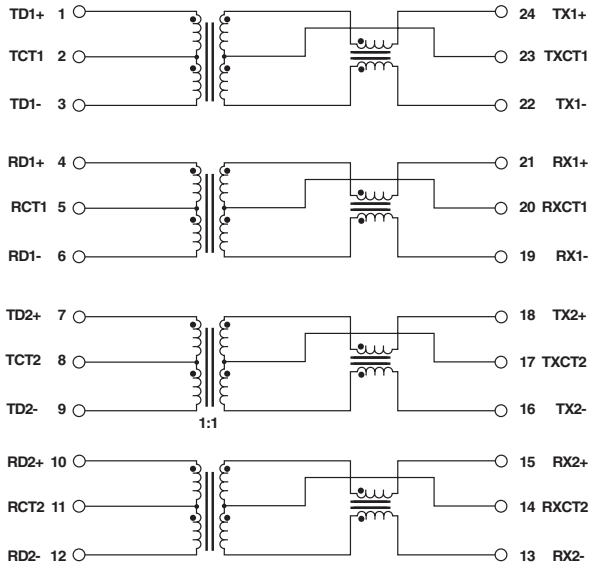 TD1+ 1 24 TX1+
TCT1 2 23 TXCT1
TD1- 3 22 TX1-
RD1+ 4 21 RX1+
RCT1 5 20 RXCT1
RD1- 6 19 RX1-
TD2+ 7 18 TX2+
TCT2 8 17 TXCT2
TD2- 9 16 TX2-
1:1
RD2+ 10 15 RX2+
RCT2 11 14 RXCT2
RD2- 12 13 RX2-